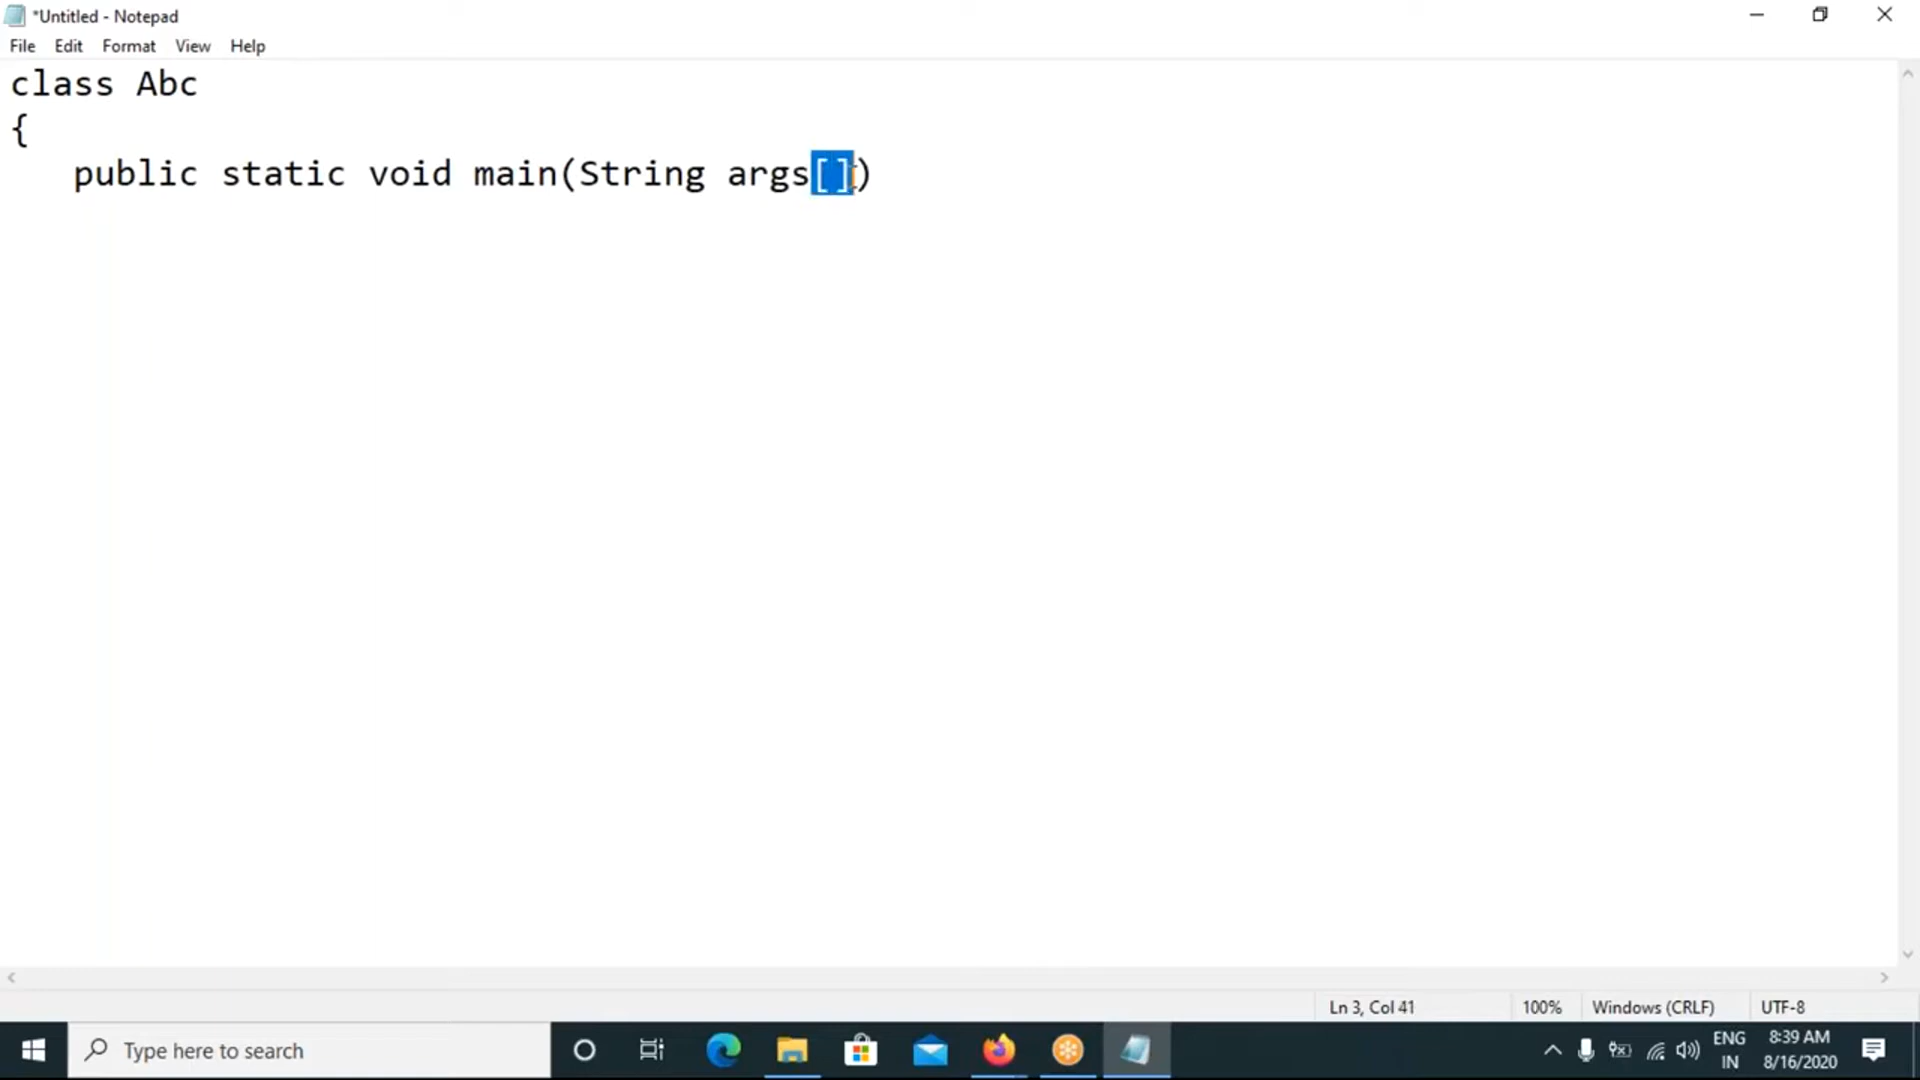 *Untitled - Notepad
File Edit Format View Help
class Abc
{
public static void main(String args[])
Ln 3, Col 41 100% Windows (CRLF) UTF-8
Type here to search
ENG 8:39 AM
IN 8/16/2020